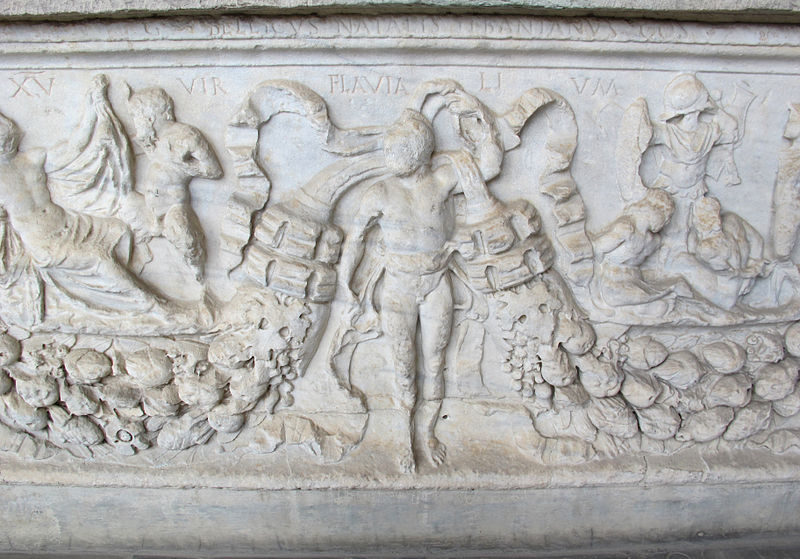 G BELLICVS NATALIS TEBANIANVS COS
XV VIR FLAVIA LI VM